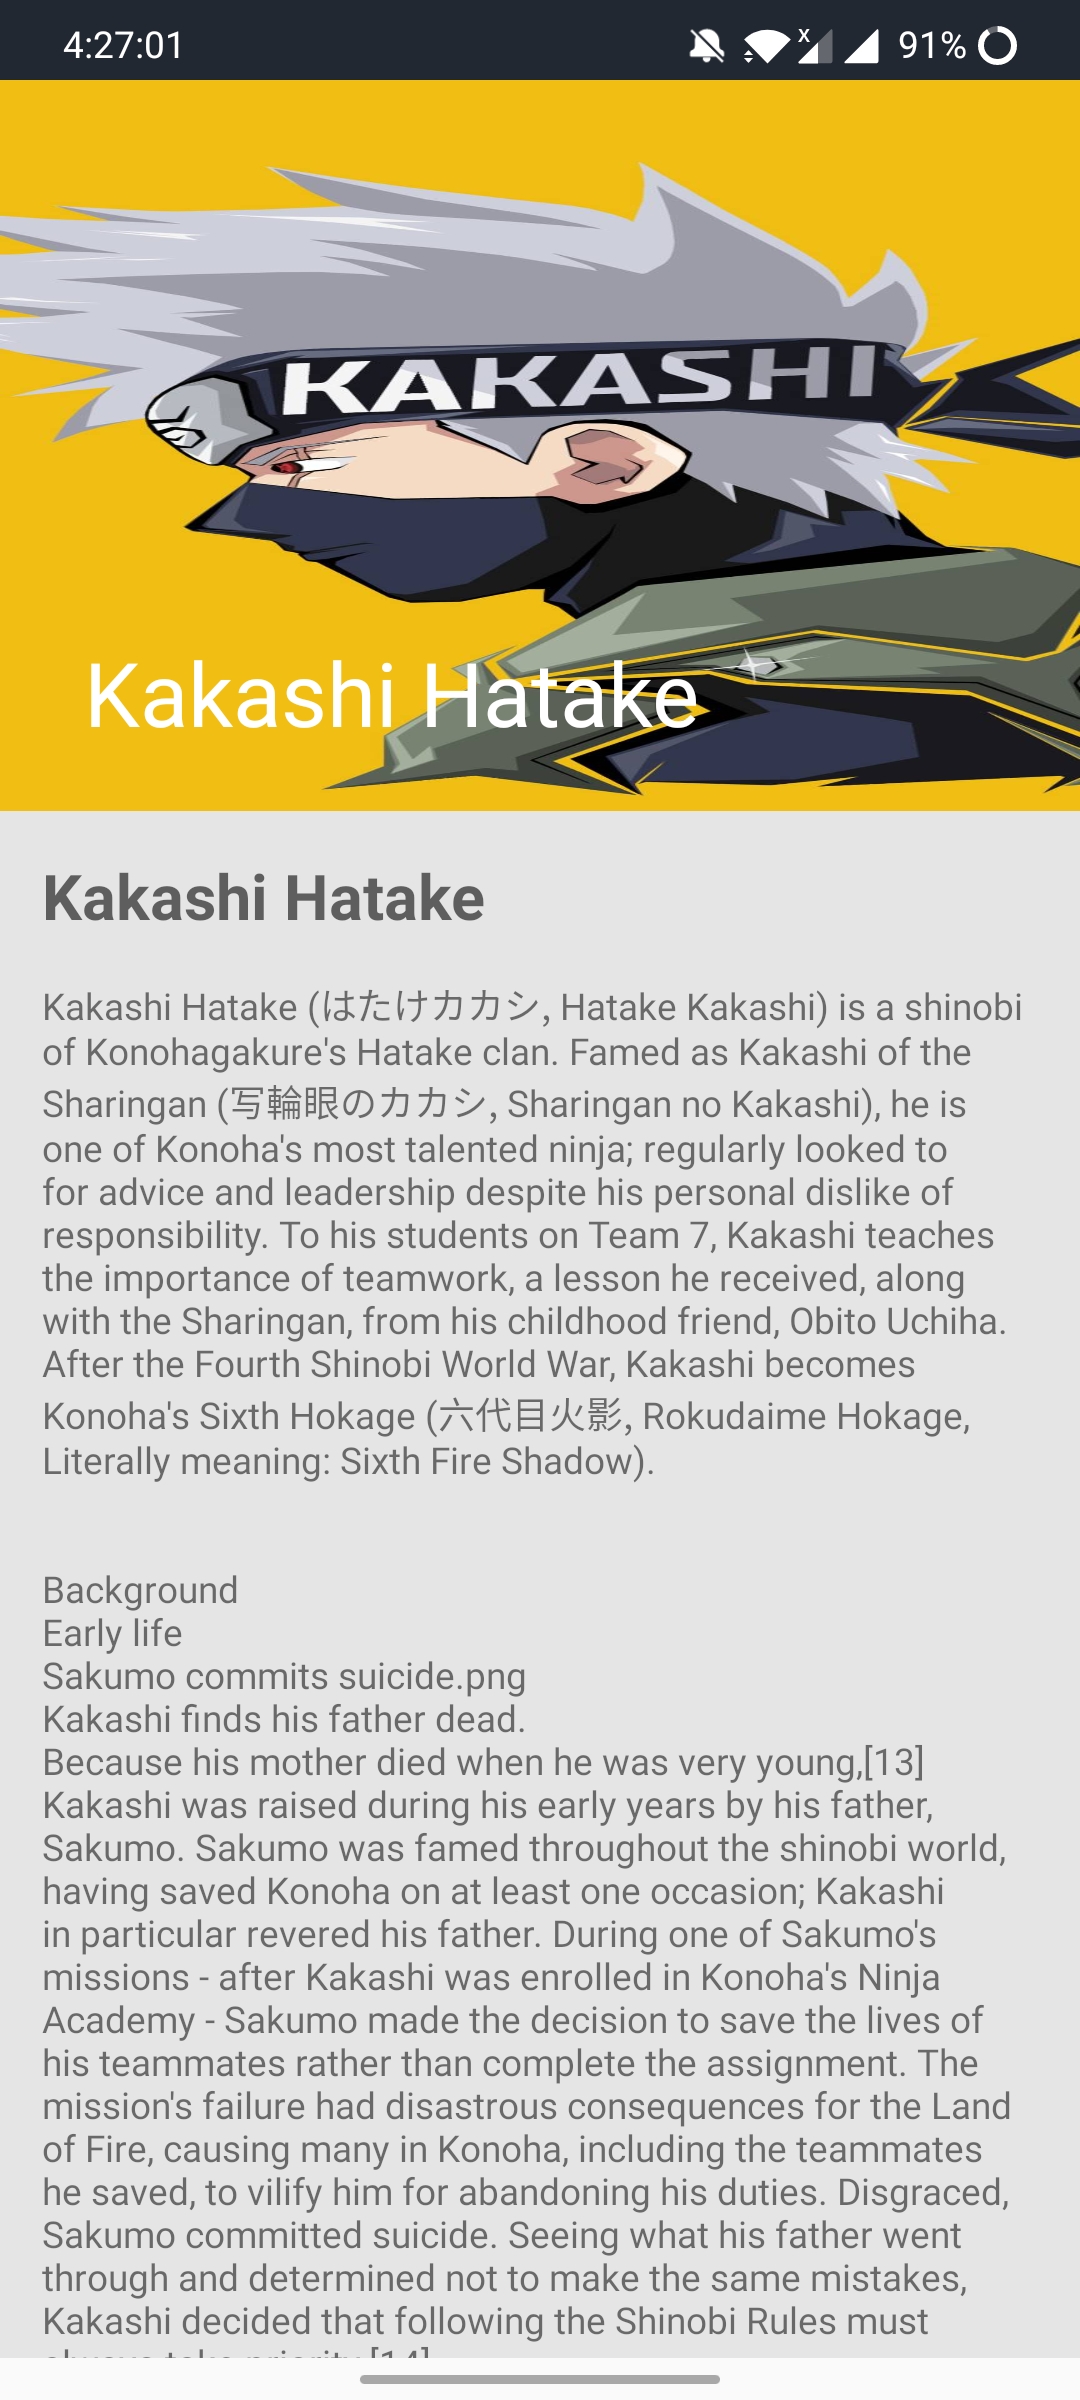 4:27:01
x
91%
KAKASHI
Kakashi Hatake
Kakashi Hatake
Kakashi Hatake (はたけカカシ, Hatake Kakashi) is a shinobi
of Konohagakure's Hatake clan. Famed as Kakashi of the
Sharingan (写輪眼のカカシ, Sharingan no Kakashi), he is
one of Konoha's most talented ninja; regularly looked to
for advice and leadership despite his personal dislike of
responsibility. To his students on Team 7, Kakashi teaches
the importance of teamwork, a lesson he received, along
with the Sharingan, from his childhood friend, Obito Uchiha.
After the Fourth Shinobi World War, Kakashi becomes
Konoha's Sixth Hokage (六代目火影, Rokudaime Hokage,
Literally meaning: Sixth Fire Shadow).
Background
Early life
Sakumo commits suicide.png
Kakashi finds his father dead.
Because his mother died when he was very young,[13]
Kakashi was raised during his early years by his father,
Sakumo. Sakumo was famed throughout the shinobi world,
having saved Konoha on at least one occasion; Kakashi
in particular revered his father. During one of Sakumo's
missions - after Kakashi was enrolled in Konoha's Ninja
Academy - Sakumo made the decision to save the lives of
his teammates rather than complete the assignment. The
mission's failure had disastrous consequences for the Land
of Fire, causing many in Konoha, including the teammates
he saved, to vilify him for abandoning his duties. Disgraced,
Sakumo committed suicide. Seeing what his father went
through and determined not to make the same mistakes,
Kakashi decided that following the Shinobi Rules must